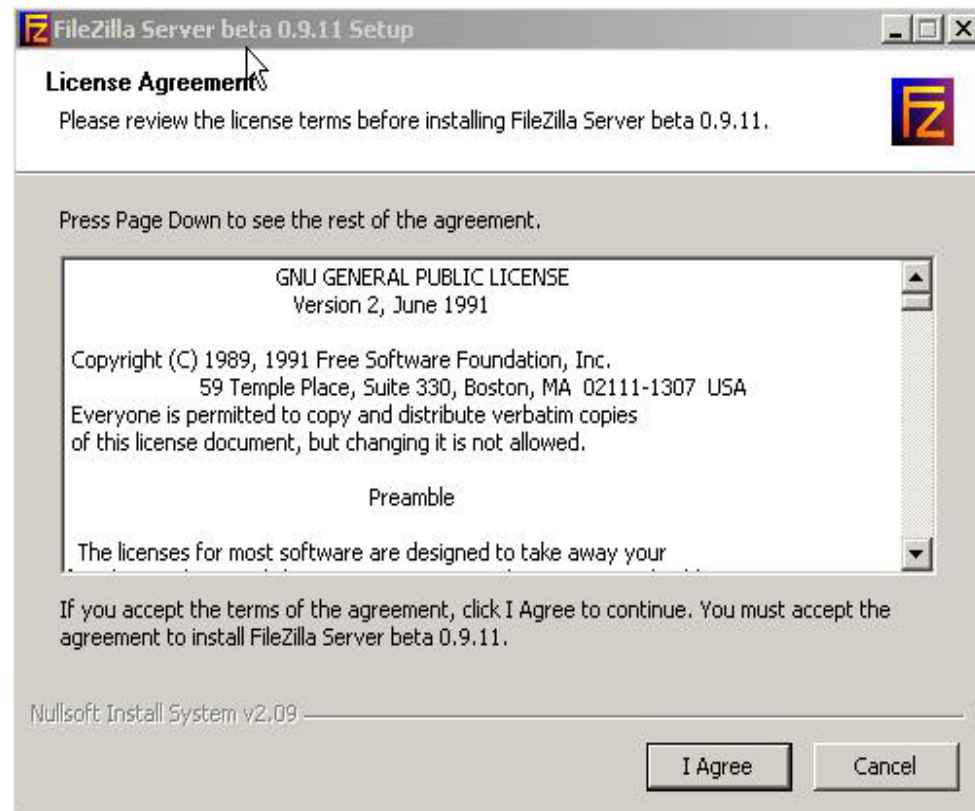 FileZilla Server beta 0.9.11 Setup
License Agreement
Please review the license terms before installing FileZilla Server beta 0.9.11.
FZ
Press Page Down to see the rest of the agreement.
GNU GENERAL PUBLIC LICENSE
Version 2, June 1991
Copyright (C) 1989, 1991 Free Software Foundation, Inc.
59 Temple Place, Suite 330, Boston, MA 02111-1307 USA
Everyone is permitted to copy and distribute verbatim copies
of this license document, but changing it is not allowed.
Preamble
The licenses for most software are designed to take away your
If you accept the terms of the agreement, click I Agree to continue. You must accept the
agreement to install FileZilla Server beta 0.9.11.
Nullsoft Install System v2.09
I Agree
Cancel